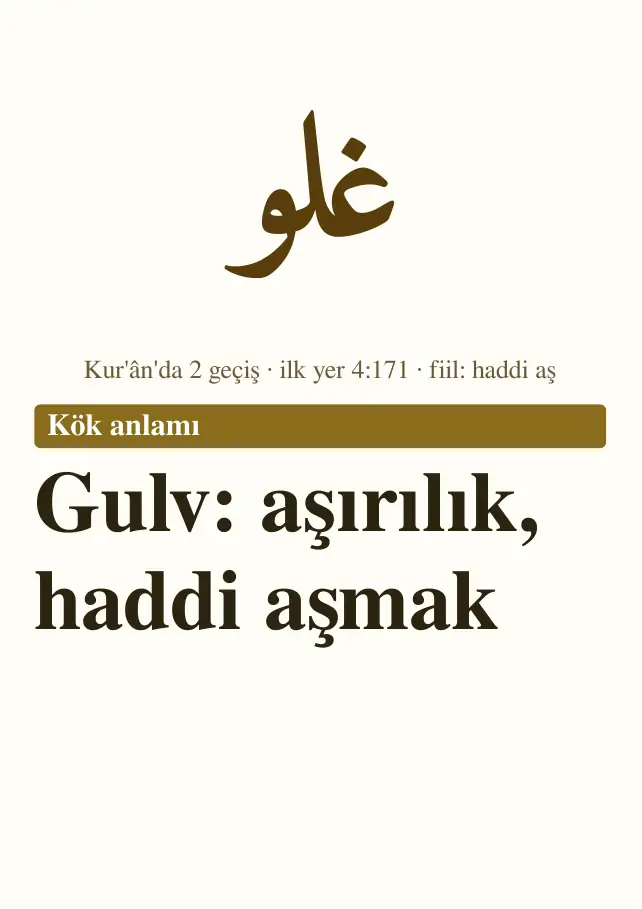 غلو
Kur'ân'da 2 geçiş · ilk yer 4:171 · fiil: haddi aş
Kök anlamı
Gulv: aşırılık,
haddi aşmak